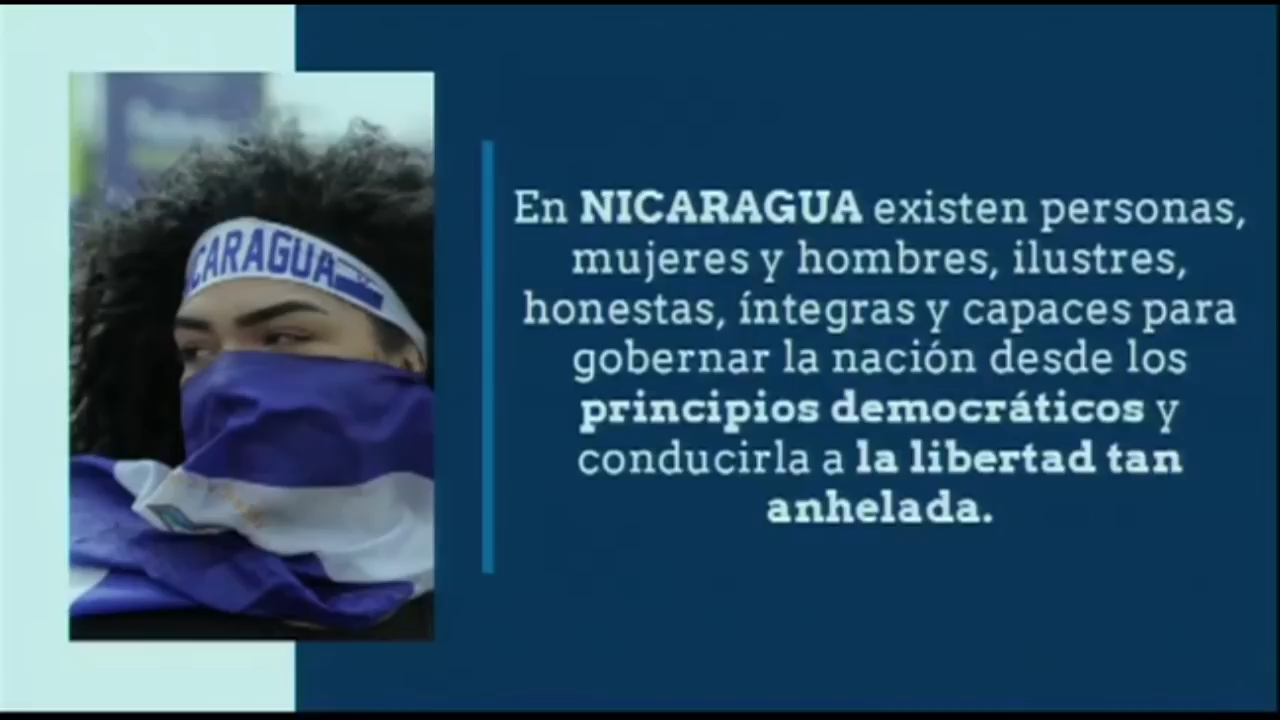 CARAGUA
En NICARAGUA existen personas,
mujeres y hombres, ilustres,
honestas, íntegras y capaces para
gobernar la nación desde los
principios democráticos y
conducirla a la libertad tan
anhelada.